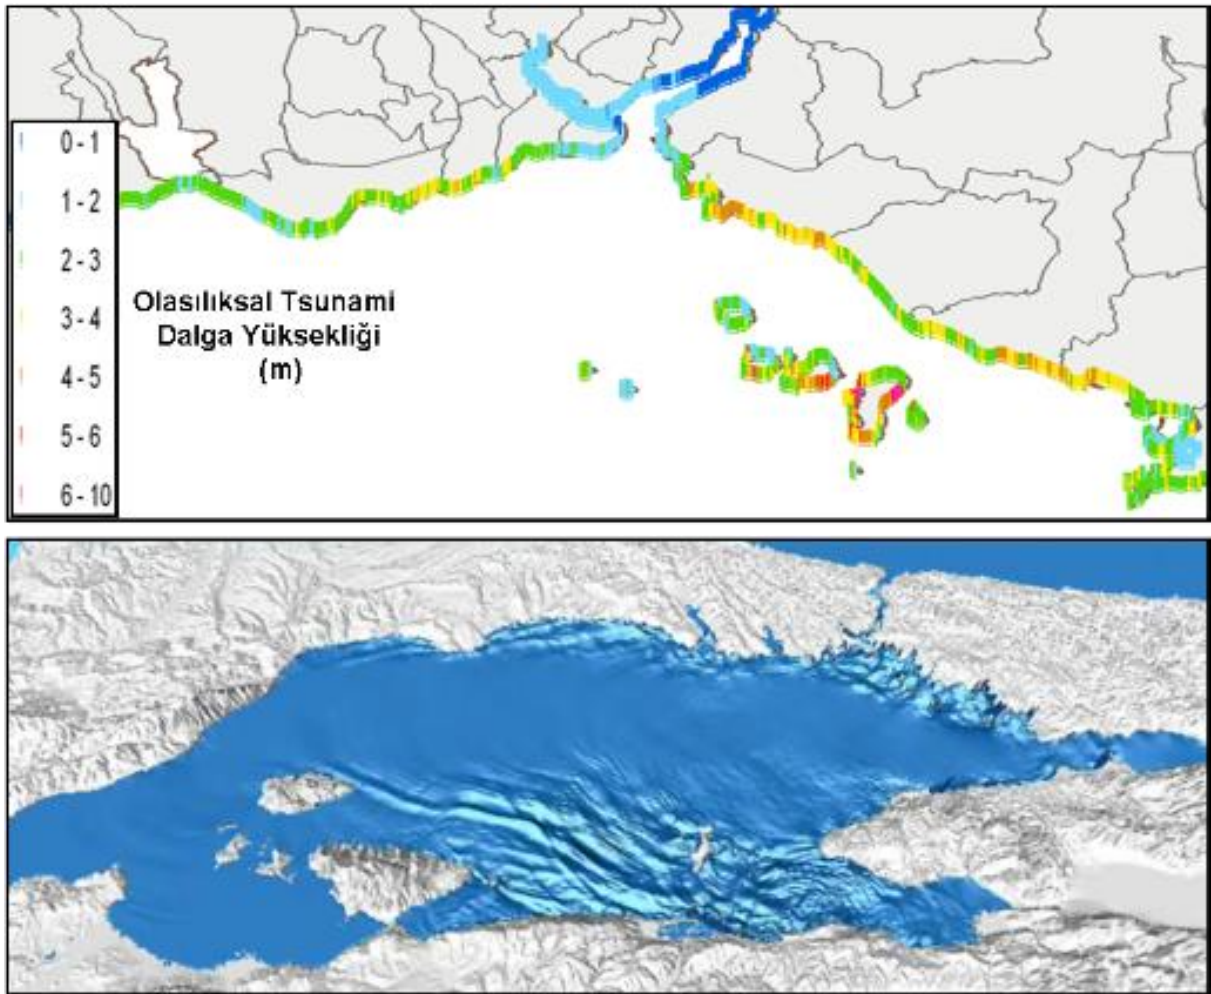 0 - 1
1 - 2
2 - 3
3 - 4
4 - 5
5 - 6
6 - 10
Olasılıksal Tsunami
Dalga Yüksekliği
(m)